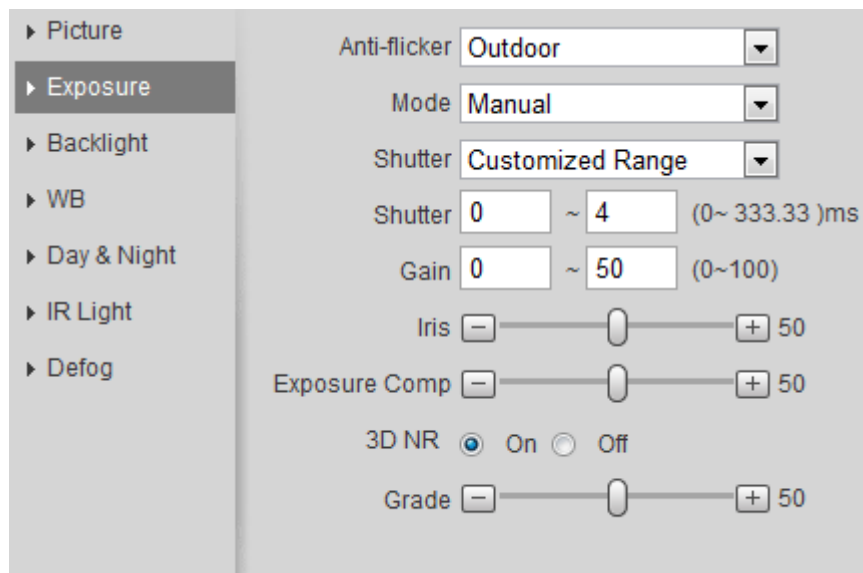 Picture
Exposure
Backlight
WB
Day & Night
IR Light
Defog
Anti-flicker Outdoor
Mode Manual
Shutter Customized Range
Shutter 0 ~ 4 (0~ 333.33 )ms
Gain 0 ~ 50 (0~100)
Iris 50
Exposure Comp 50
3D NR On Off
Grade 50